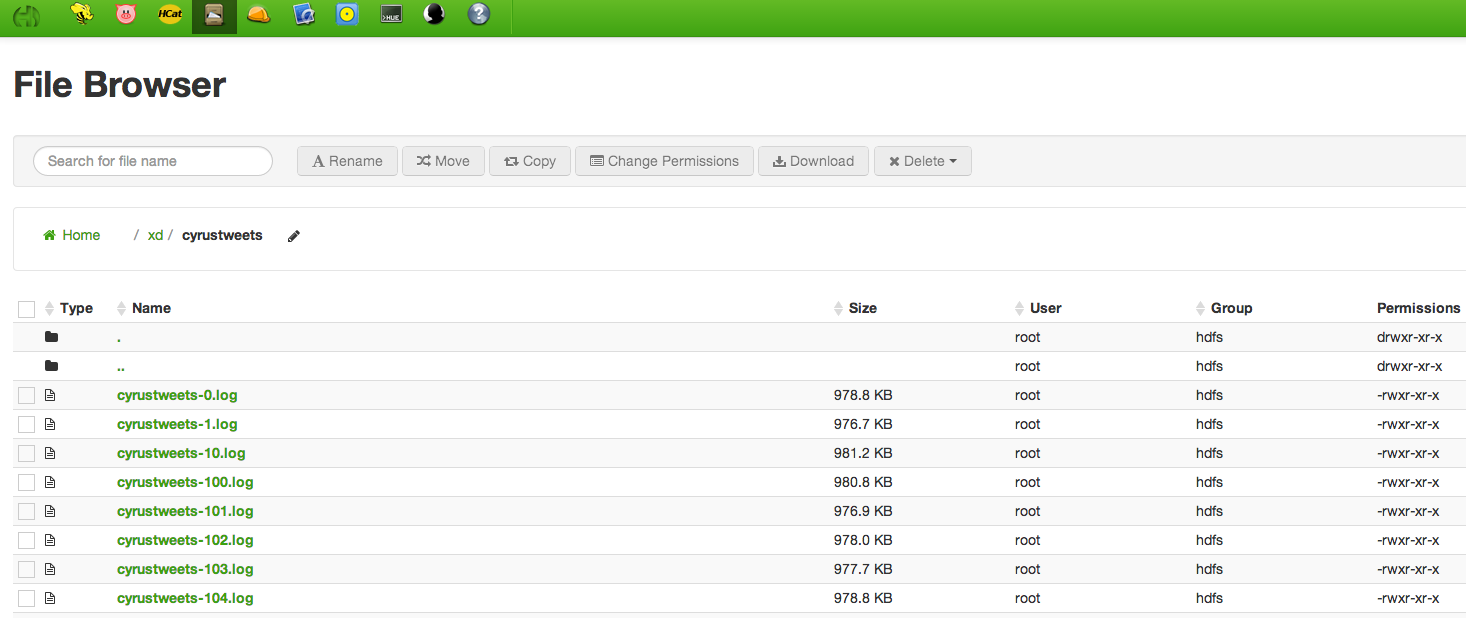 HCat
>HUE
?
File Browser
Search for file name Rename Move Copy Change Permissions Download Delete
Home / xd / cyrustweets
Type Name Size User Group Permissions
. root hdfs drwxr-xr-x
.. root hdfs drwxr-xr-x
cyrustweets-0.log 978.8 KB root hdfs -rwxr-xr-x
cyrustweets-1.log 976.7 KB root hdfs -rwxr-xr-x
cyrustweets-10.log 981.2 KB root hdfs -rwxr-xr-x
cyrustweets-100.log 980.8 KB root hdfs -rwxr-xr-x
cyrustweets-101.log 976.9 KB root hdfs -rwxr-xr-x
cyrustweets-102.log 978.0 KB root hdfs -rwxr-xr-x
cyrustweets-103.log 977.7 KB root hdfs -rwxr-xr-x
cyrustweets-104.log 978.8 KB root hdfs -rwxr-xr-x